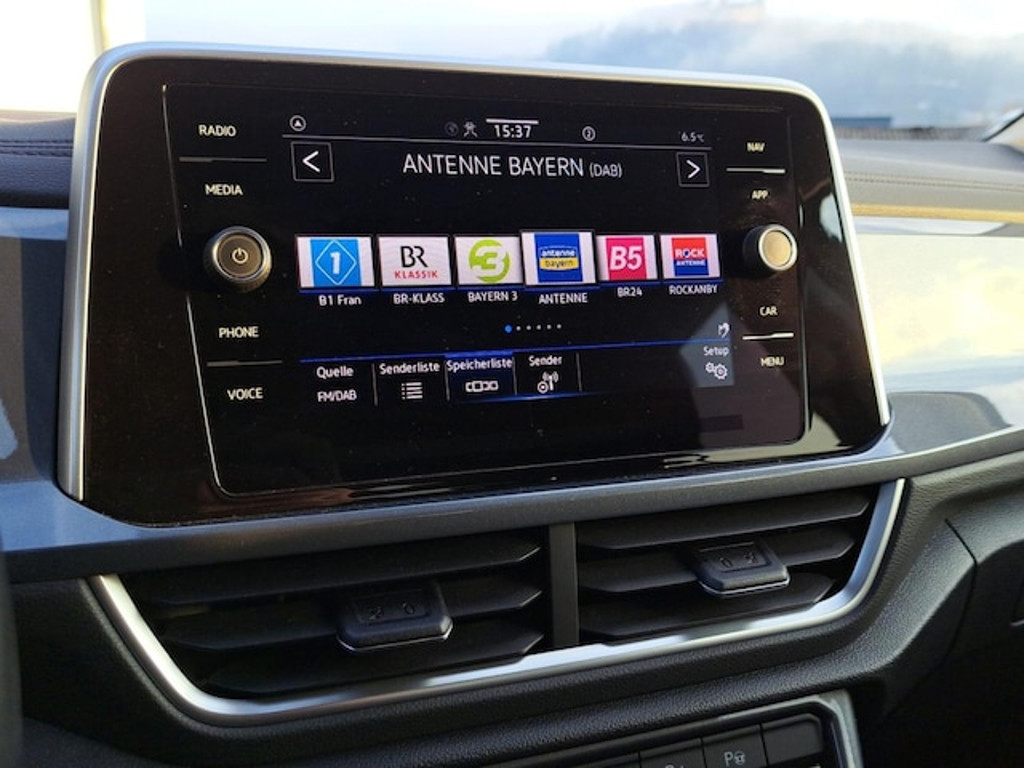 RADIO
MEDIA
PHONE
VOICE
15:37
6.5°C
ANTENNE BAYERN (DAB)
1
BR
KLASSIK
3
antenne
bayern
B5
ROCK
ANTENNE
B1 Fran
BR-KLASS
BAYERN 3
ANTENNE
BR24
ROCKANBY
Quelle
FM/DAB
Senderliste
Speicherliste
Sender
Setup
NAV
APP
CAR
MENU
P